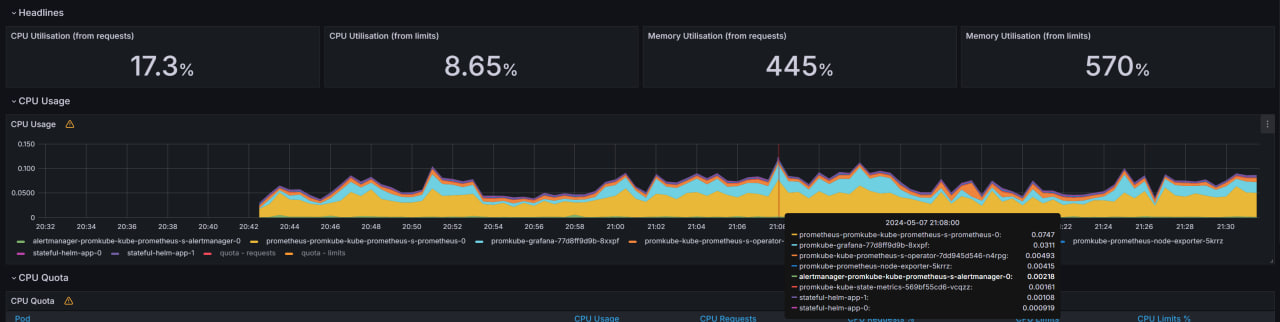 Headlines
CPU Utilisation (from requests)
17.3%
CPU Utilisation (from limits)
8.65%
Memory Utilisation (from requests)
445%
Memory Utilisation (from limits)
570%
CPU Usage
CPU Usage
0.150
0.100
0.0500
0
20:32 20:34 20:36 20:38 20:40 20:42 20:44 20:46 20:48 20:50 20:52 20:54 20:56 20:58 21:00 21:02 21:04 21:06 21:22 21:24 21:26 21:28 21:30
alertmanager-promkube-kube-prometheus-s-alertmanager-0 prometheus-promkube-kube-prometheus-s-prometheus-0 promkube-grafana-77d8ff9d9b-8xxpf promkube-kube-prometheus-s-operator- promkube-prometheus-node-exporter-5krrz
stateful-helm-app-0 stateful-helm-app-1 quota - requests quota - limits
2024-05-07 21:08:00
prometheus-promkube-kube-prometheus-s-prometheus-0: 0.0747
promkube-grafana-77d8ff9d9b-8xxpf: 0.0311
promkube-kube-prometheus-s-operator-7dd945d546-n4rpg: 0.00493
promkube-prometheus-node-exporter-5krrz: 0.00415
alertmanager-promkube-kube-prometheus-s-alertmanager-0: 0.00218
promkube-kube-state-metrics-569bf55cd6-vcqzz: 0.00161
stateful-helm-app-1: 0.00108
stateful-helm-app-0: 0.000919
CPU Quota
CPU Quota
Pod CPU Usage CPU Requests CPU Requests % CPU Limits CPU Limits %